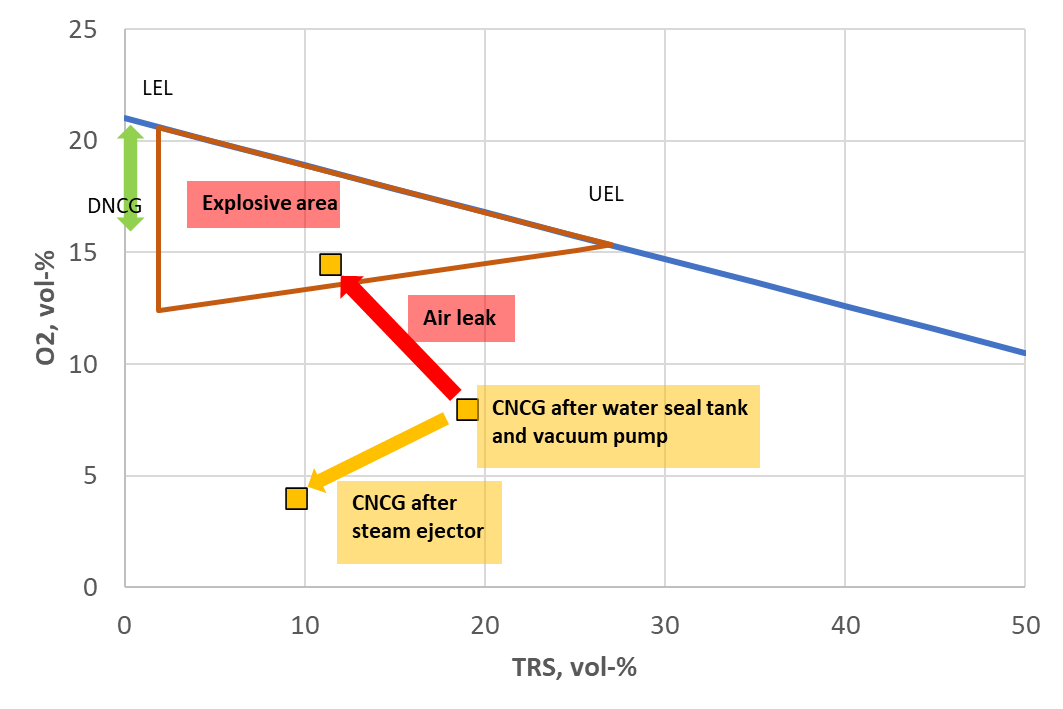 25
LEL
20
DNCG
Explosive area
UEL
15
Air leak
O2, vol-%
10
CNCG after water seal tank
and vacuum pump
5
CNCG after
steam ejector
0
0 10 20 30 40 50
TRS, vol-%